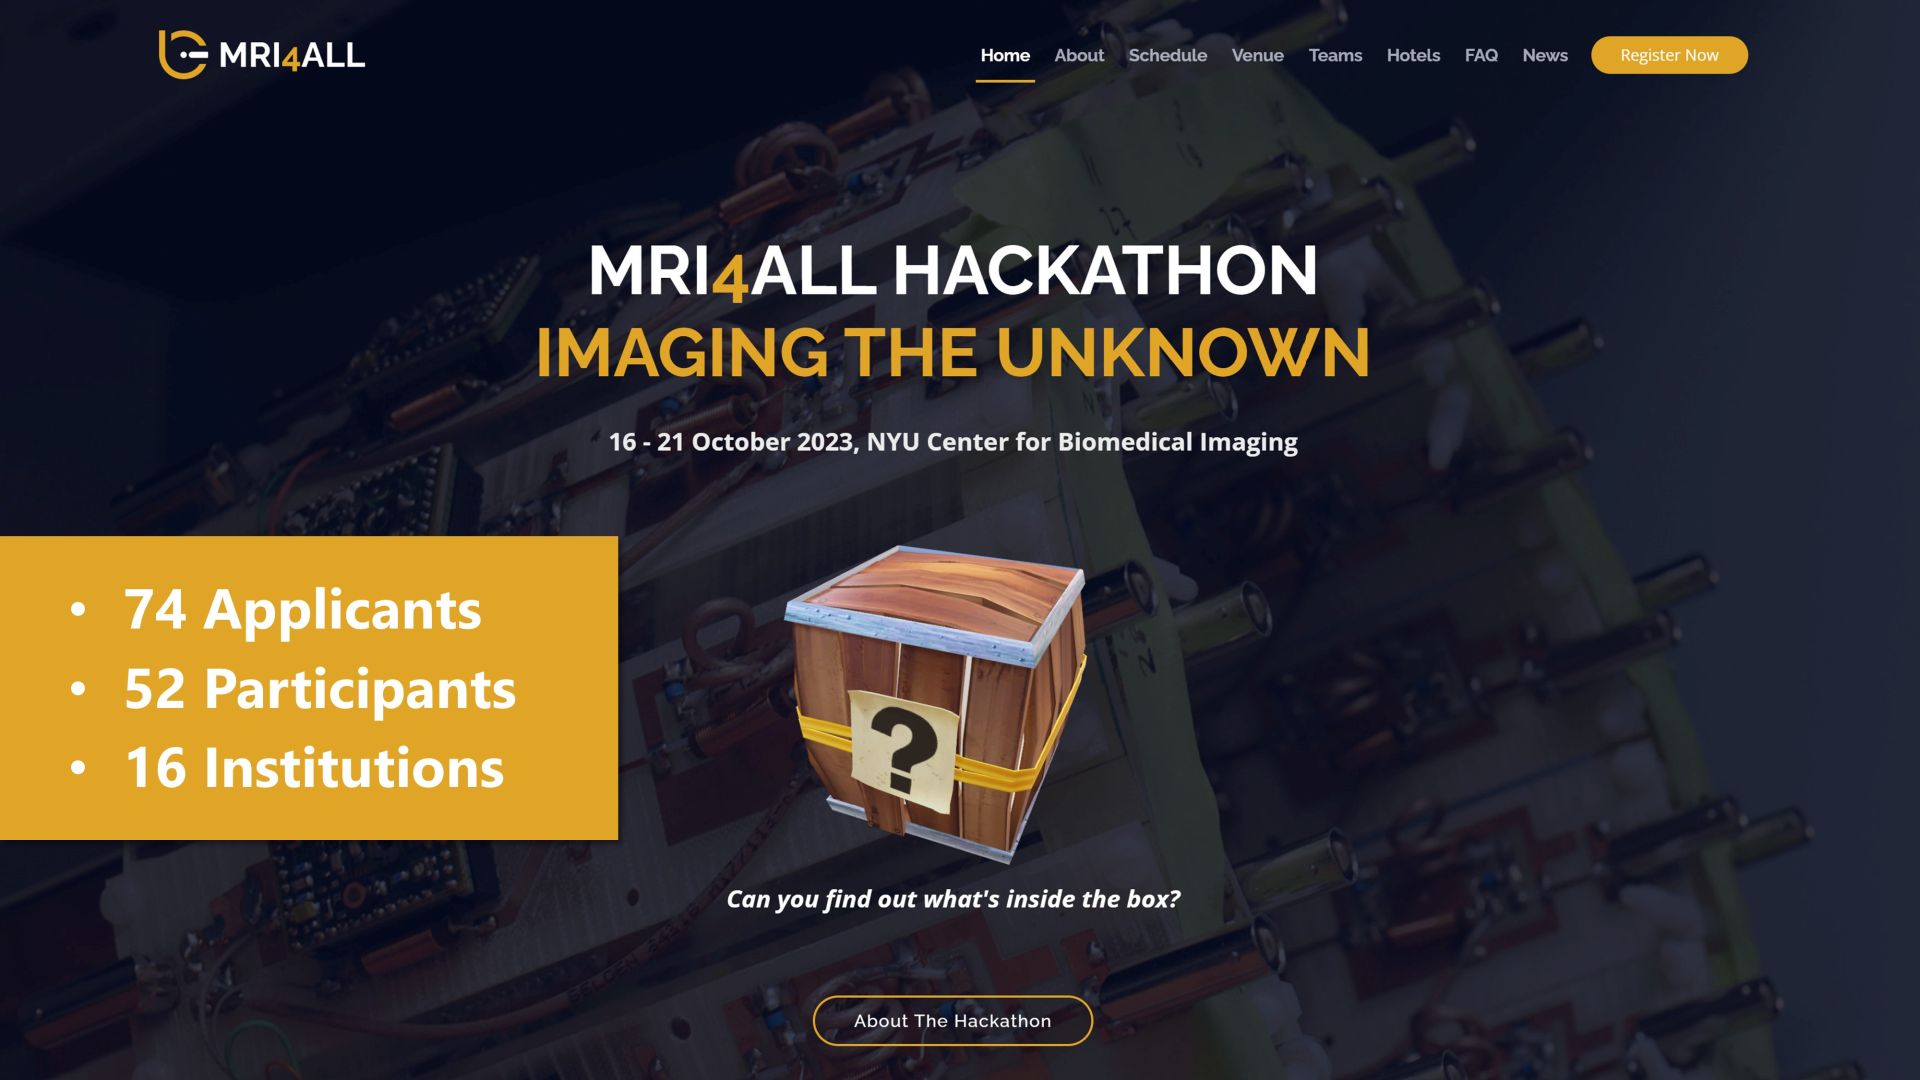 MRI4ALL
Home About Schedule Venue Teams Hotels FAQ News Register Now
MRI4ALL HACKATHON
IMAGING THE UNKNOWN
16 - 21 October 2023, NYU Center for Biomedical Imaging
• 74 Applicants
• 52 Participants
• 16 Institutions
?
Can you find out what's inside the box?
About The Hackathon